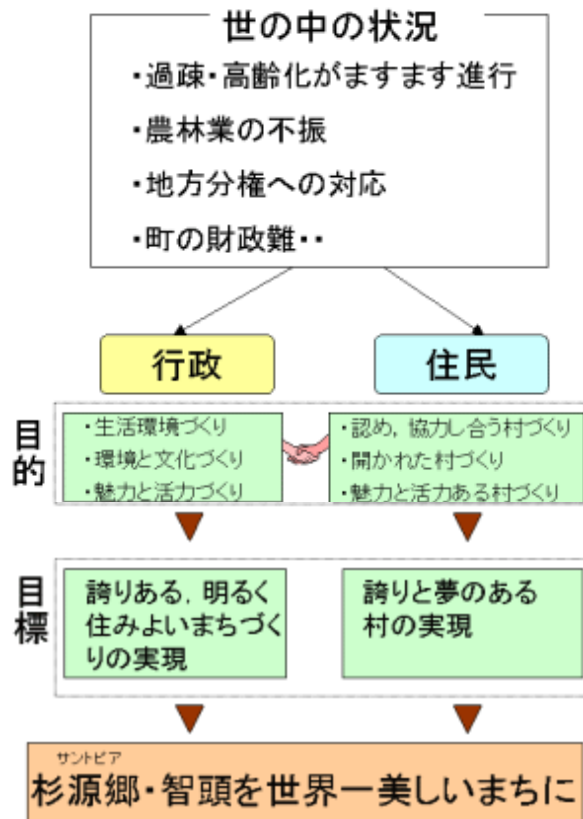 世の中の状況
・過疎・高齢化がますます進行
・農林業の不振
・地方分権への対応
・町の財政難・・
行政
住民
目的
・生活環境づくり
・環境と文化づくり
・魅力と活力づくり
・認め，協力し合う村づくり
・開かれた村づくり
・魅力と活力ある村づくり
目標
誇りある，明るく
住みよいまちづく
りの実現
誇りと夢のある
村の実現
サントピア
杉源郷・智頭を世界一美しいまちに